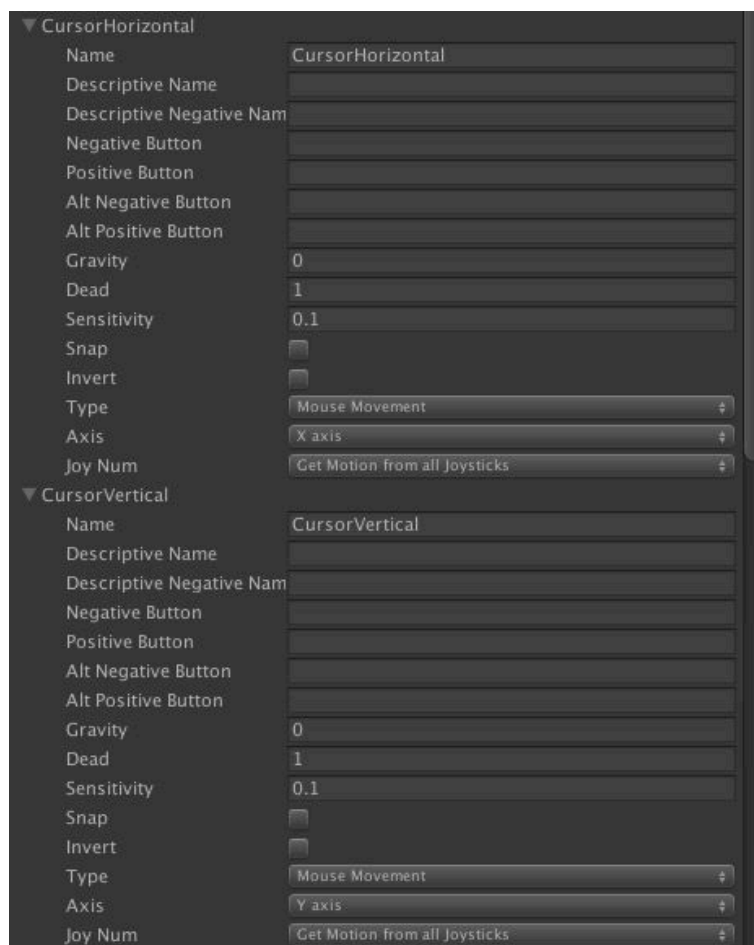 CursorHorizontal
Name CursorHorizontal
Descriptive Name
Descriptive Negative Nam
Negative Button
Positive Button
Alt Negative Button
Alt Positive Button
Gravity 0
Dead 1
Sensitivity 0.1
Snap
Invert
Type Mouse Movement
Axis X axis
Joy Num Get Motion from all Joysticks
CursorVertical
Name CursorVertical
Descriptive Name
Descriptive Negative Nam
Negative Button
Positive Button
Alt Negative Button
Alt Positive Button
Gravity 0
Dead 1
Sensitivity 0.1
Snap
Invert
Type Mouse Movement
Axis Y axis
Joy Num Get Motion from all Joysticks